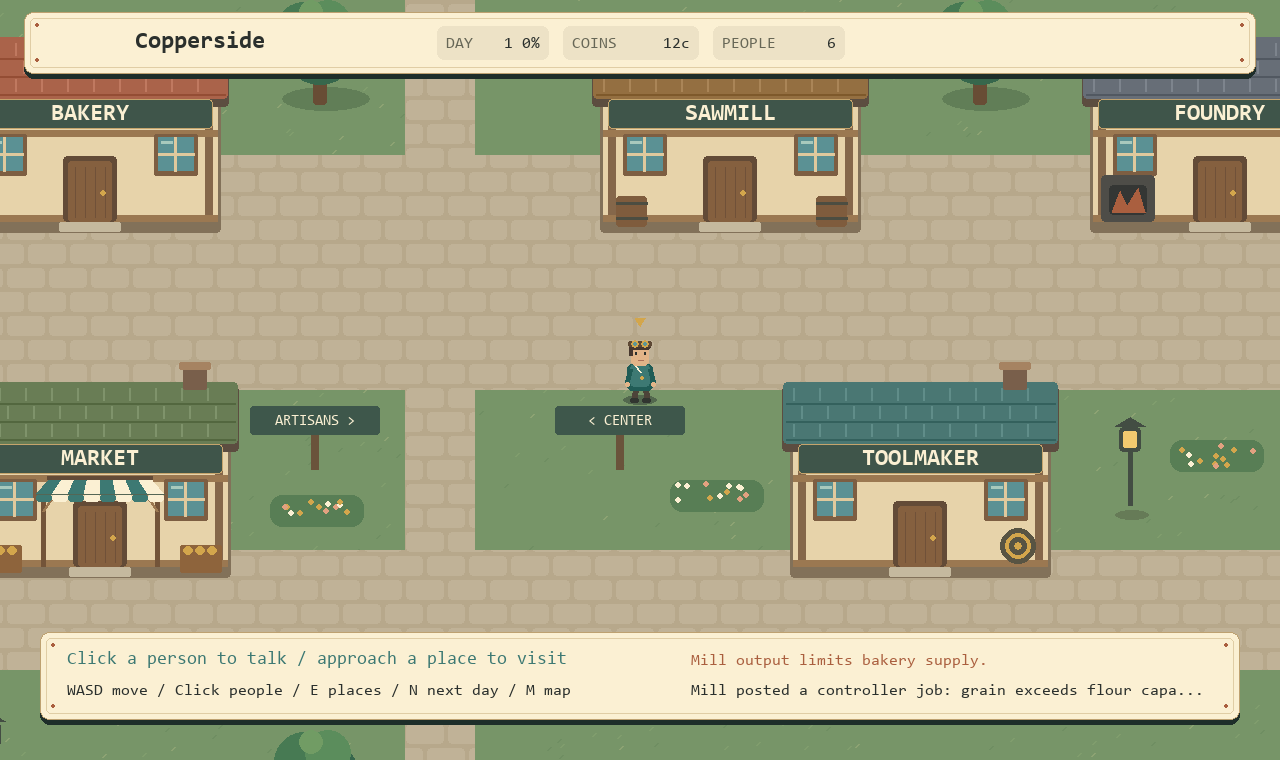 Copperside
DAY 1 0%
COINS 12c
PEOPLE 6
BAKERY
SAWMILL
FOUNDRY
ARTISANS >
< CENTER
MARKET
TOOLMAKER
Click a person to talk / approach a place to visit
WASD move / Click people / E places / N next day / M map
Mill output limits bakery supply.
Mill posted a controller job: grain exceeds flour capa...